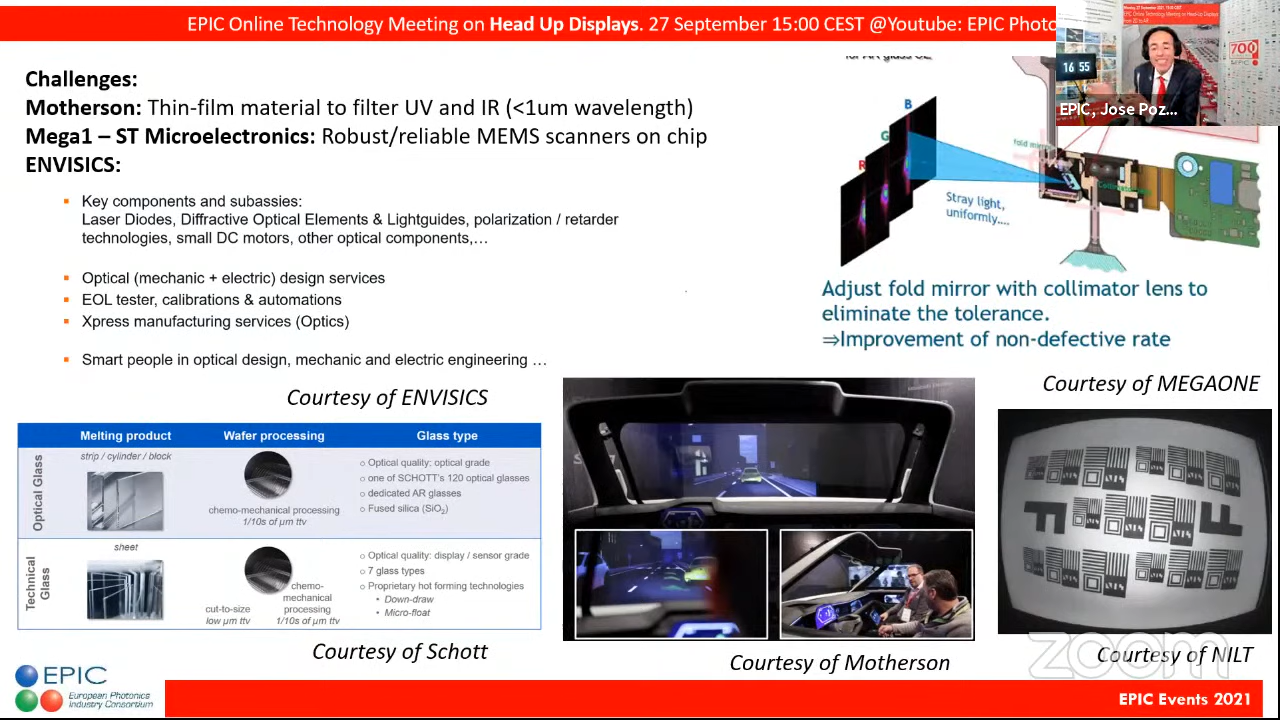 EPIC Online Technology Meeting on Head Up Displays. 27 September 15:00 CEST @Youtube: EPIC Photo
16 55
700
EPIC
EPIC, Jose Poz...
Challenges:
Motherson: Thin-film material to filter UV and IR (<1um wavelength)
Mega1 – ST Microelectronics: Robust/reliable MEMS scanners on chip
ENVISICS:
▪ Key components and subassies:
Laser Diodes, Diffractive Optical Elements & Lightguides, polarization / retarder
technologies, small DC motors, other optical components,…
▪ Optical (mechanic + electric) design services
▪ EOL tester, calibrations & automations
▪ Xpress manufacturing services (Optics)
▪ Smart people in optical design, mechanic and electric engineering …
Courtesy of ENVISICS
B
G
R
fold mirror
Stray light,
uniformly....
Adjust fold mirror with collimator lens to
eliminate the tolerance.
⇒Improvement of non-defective rate
Courtesy of MEGAONE
Melting product Wafer processing Glass type
Optical Glass
strip / cylinder / block
chemo-mechanical processing
1/10s of µm ttv
○ Optical quality: optical grade
○ one of SCHOTT's 120 optical glasses
○ dedicated AR glasses
○ Fused silica (SiO2)
Technical
Glass
sheet
cut-to-size
low µm ttv
chemo-
mechanical
processing
1/10s of µm ttv
○ Optical quality: display / sensor grade
○ 7 glass types
○ Proprietary hot forming technologies
• Down-draw
• Micro-float
Courtesy of Schott
Courtesy of Motherson
F
F
Courtesy of NILT
zoom
EPIC
European Photonics
Industry Consortium
EPIC Events 2021